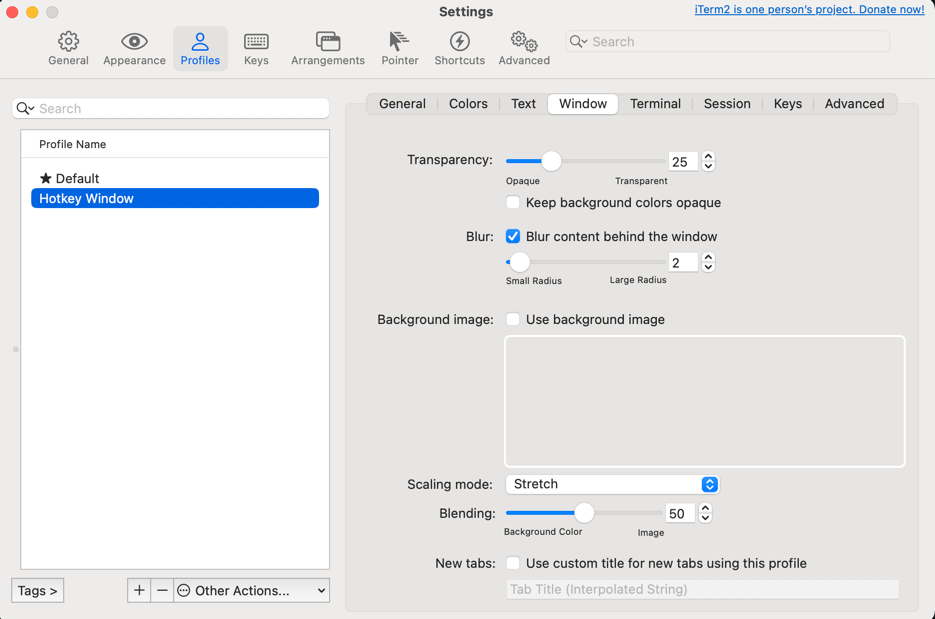 Settings
iTerm2 is one person's project. Donate now!
General Appearance Profiles Keys Arrangements Pointer Shortcuts Advanced
Search
Search
Profile Name
★ Default
Hotkey Window
Tags >
+ − Other Actions...
General Colors Text Window Terminal Session Keys Advanced
Transparency: 25
Opaque Transparent
Keep background colors opaque
Blur: Blur content behind the window
2
Small Radius Large Radius
Background image: Use background image
Scaling mode: Stretch
Blending: 50
Background Color Image
New tabs: Use custom title for new tabs using this profile
Tab Title (Interpolated String)